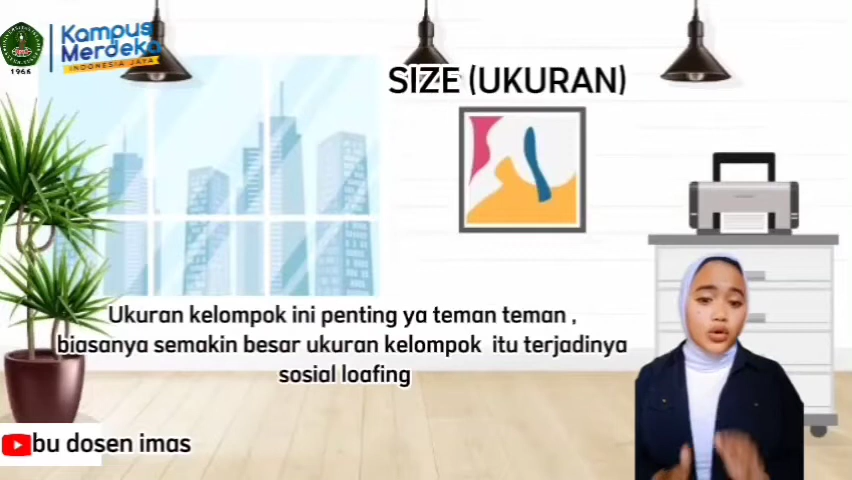 Kampus
Merdeka
INDONESIA JAYA
1966
SIZE (UKURAN)
Ukuran kelompok ini penting ya teman teman ,
biasanya semakin besar ukuran kelompok itu terjadinya
sosial loafing
bu dosen imas